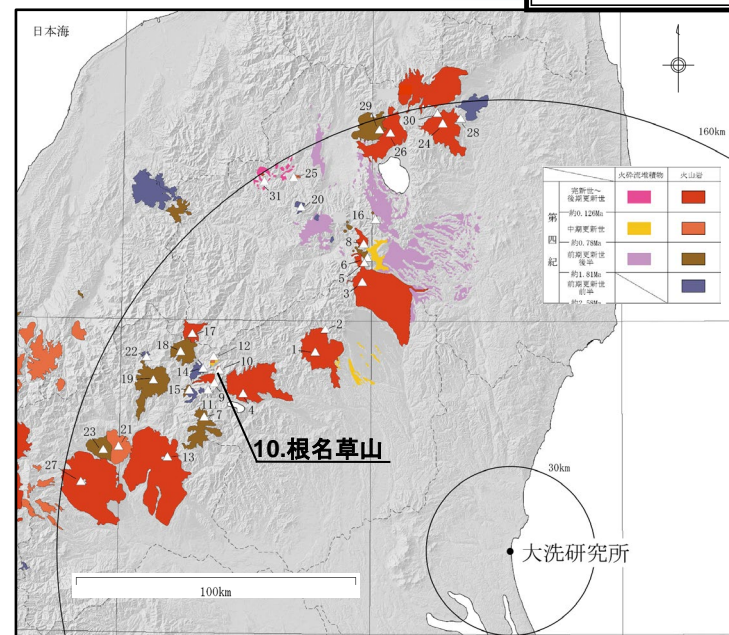 日本海
160km
29
30
24
28
26
25
31
20
16
8
6
5
3
火砕流堆積物 火山岩
第四紀
完新世～
後期更新世
約0.126Ma
中期更新世
約0.78Ma
前期更新世
後半
約1.81Ma
前期更新世
前半
約2.58Ma
17
2
18
12
1
22
14
10
19
15
9
4
11
7
10.根名草山
23
21
13
27
30km
大洗研究所
100km